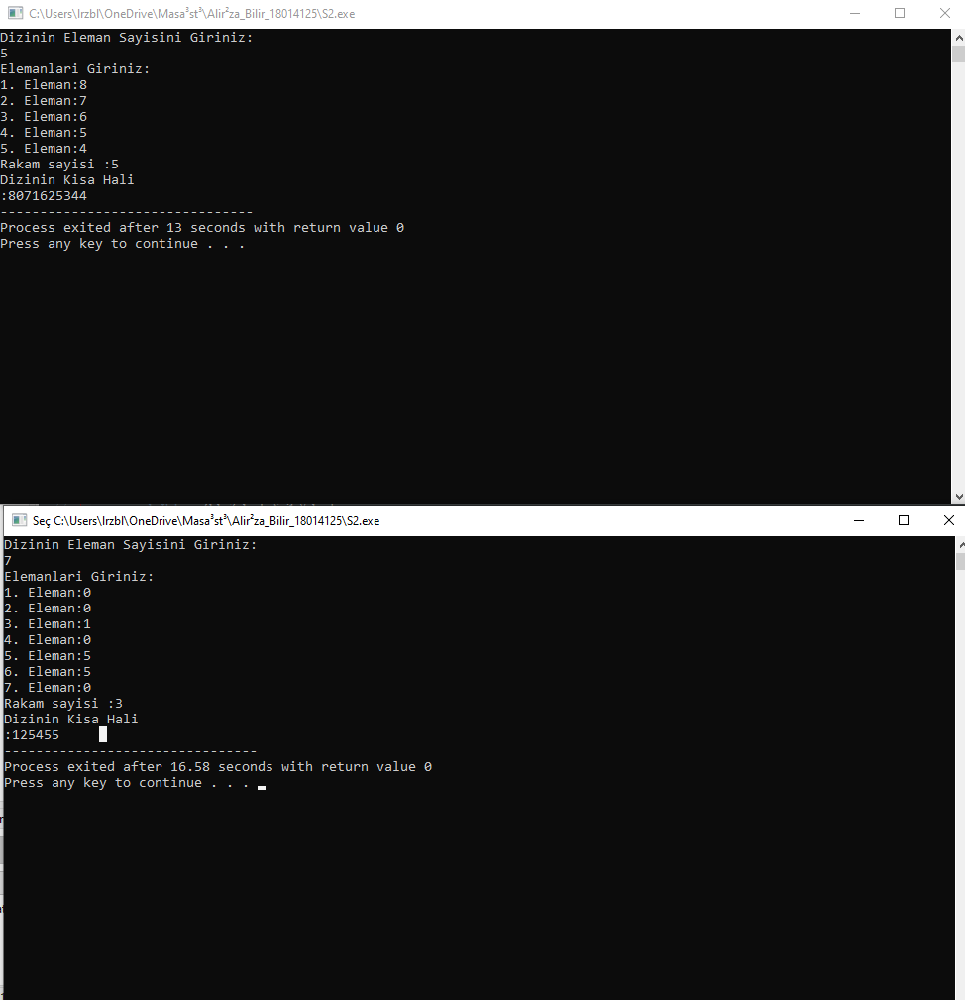 C:\Users\lrzbl\OneDrive\Masa³st³\Alir²za_Bilir_18014125\S2.exe
Dizinin Eleman Sayisini Giriniz:
5
Elemanlari Giriniz:
1. Eleman:8
2. Eleman:7
3. Eleman:6
4. Eleman:5
5. Eleman:4
Rakam sayisi :5
Dizinin Kisa Hali
:8071625344
--------------------------------
Process exited after 13 seconds with return value 0
Press any key to continue . . .
Seç C:\Users\lrzbl\OneDrive\Masa³st³\Alir²za_Bilir_18014125\S2.exe
Dizinin Eleman Sayisini Giriniz:
7
Elemanlari Giriniz:
1. Eleman:0
2. Eleman:0
3. Eleman:1
4. Eleman:0
5. Eleman:5
6. Eleman:5
7. Eleman:0
Rakam sayisi :3
Dizinin Kisa Hali
:125455
--------------------------------
Process exited after 16.58 seconds with return value 0
Press any key to continue . . .